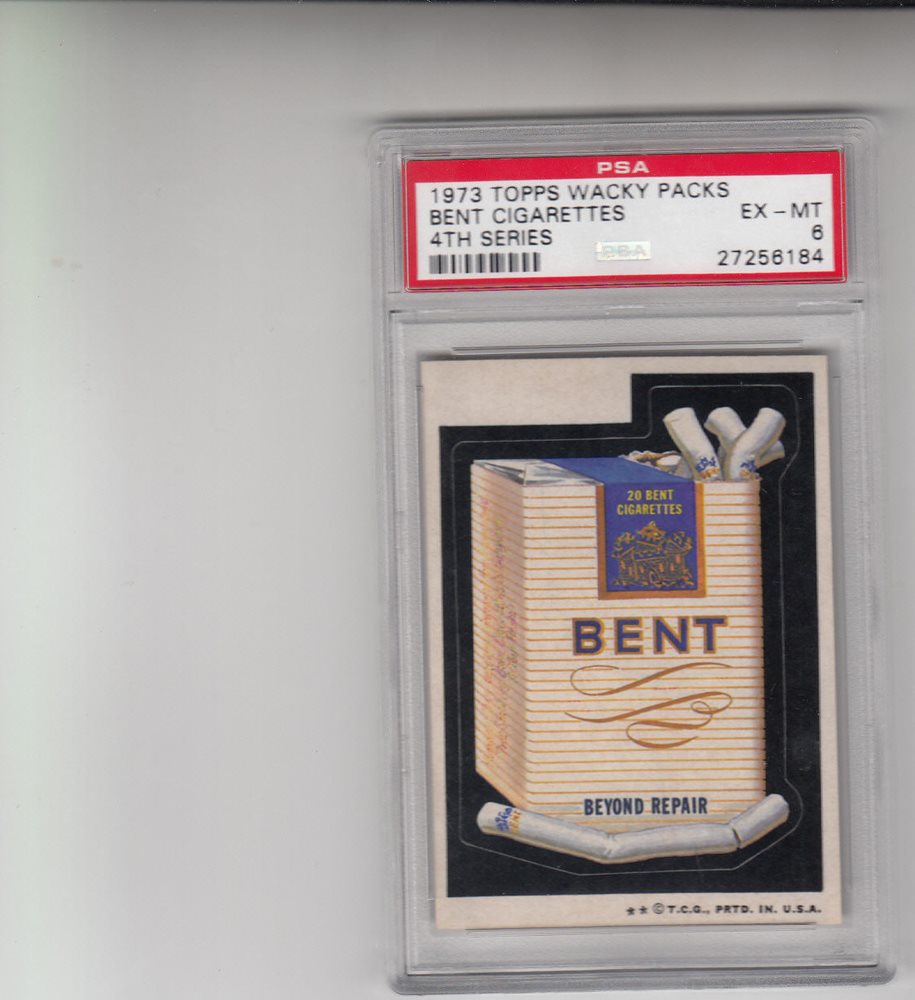 PSA
1973 TOPPS WACKY PACKS
BENT CIGARETTES EX - MT
4TH SERIES 6
PSA 27256184
20 BENT
CIGARETTES
BENT
BEYOND REPAIR
★★ © T.C.G., PRTD. IN. U.S.A.